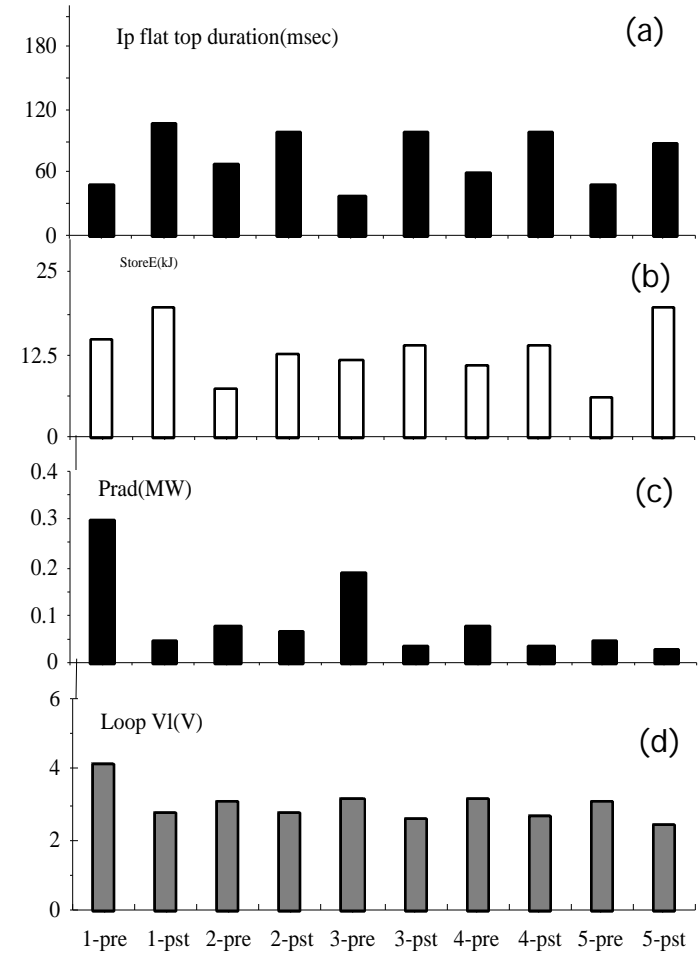 Ip flat top duration(msec)
(a)
180
120
60
0
StoreE(kJ)
(b)
25
12.5
0
Prad(MW)
(c)
0.4
0.3
0.2
0.1
0
Loop Vl(V)
(d)
6
4
2
0
1-pre 1-pst 2-pre 2-pst 3-pre 3-pst 4-pre 4-pst 5-pre 5-pst